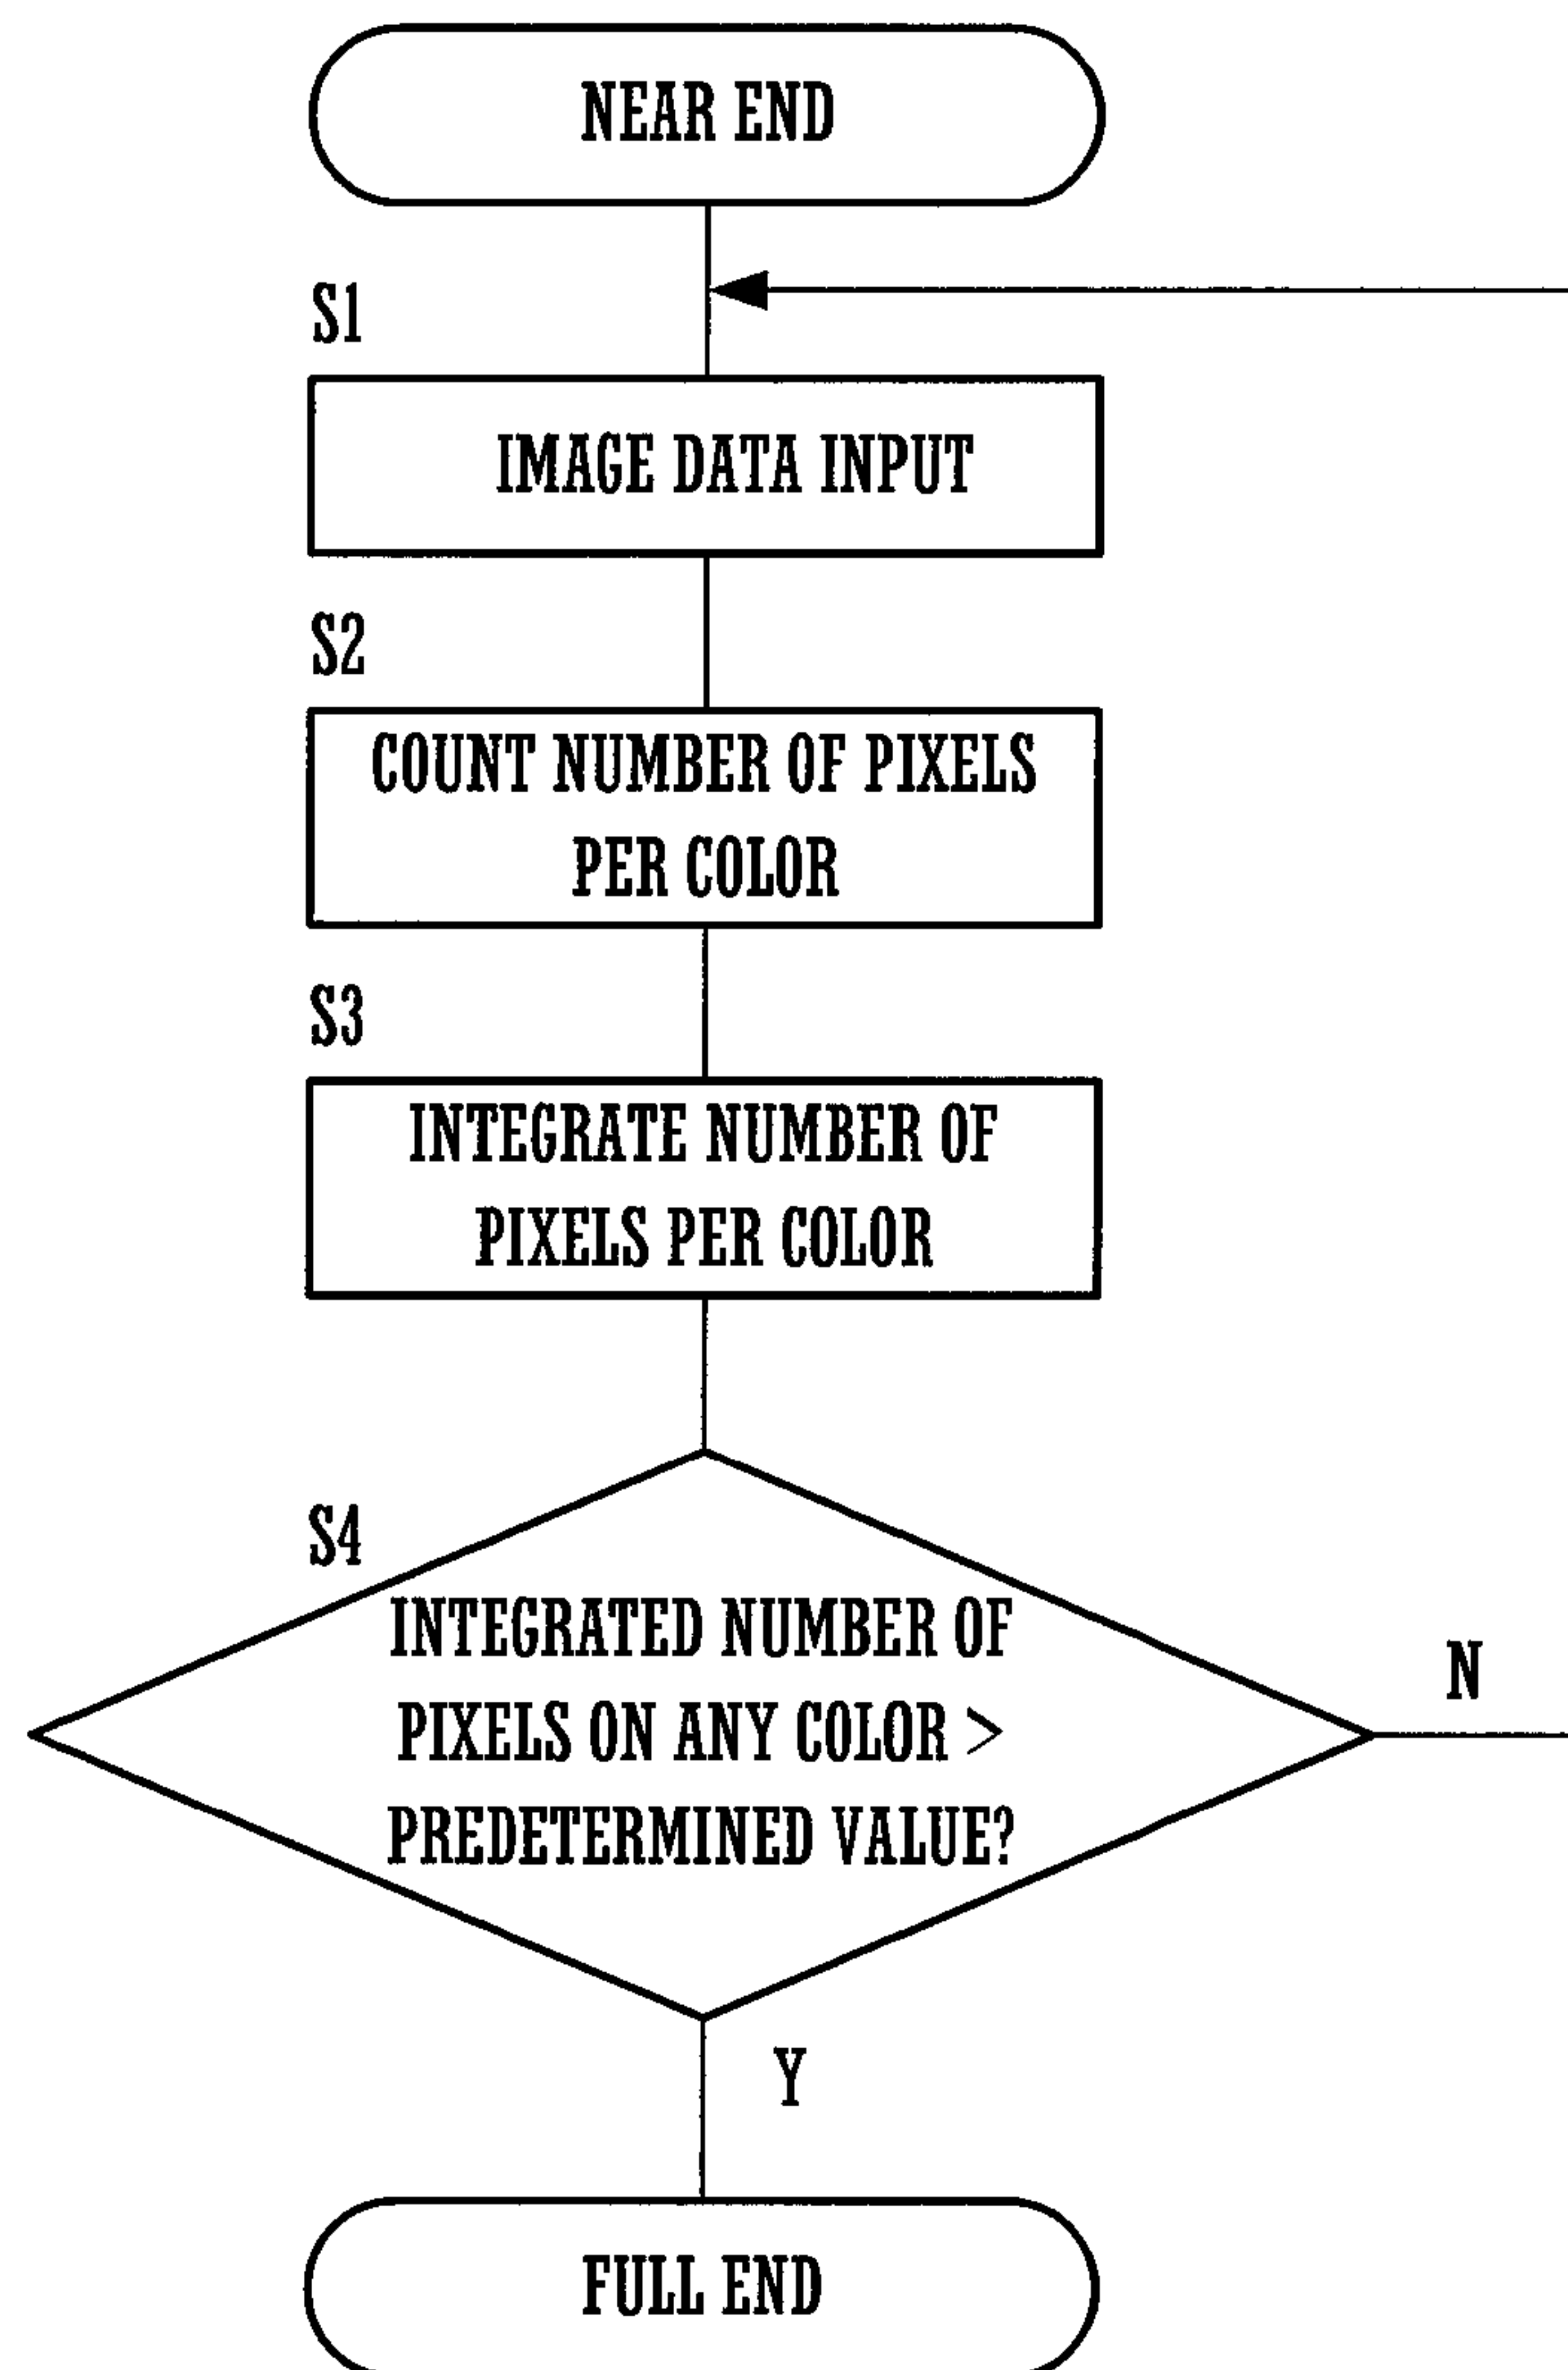 NEAR END
S1
IMAGE DATA INPUT
S2
COUNT NUMBER OF PIXELS
PER COLOR
S3
INTEGRATE NUMBER OF
PIXELS PER COLOR
S4
INTEGRATED NUMBER OF
PIXELS ON ANY COLOR >
PREDETERMINED VALUE?
N
Y
FULL END